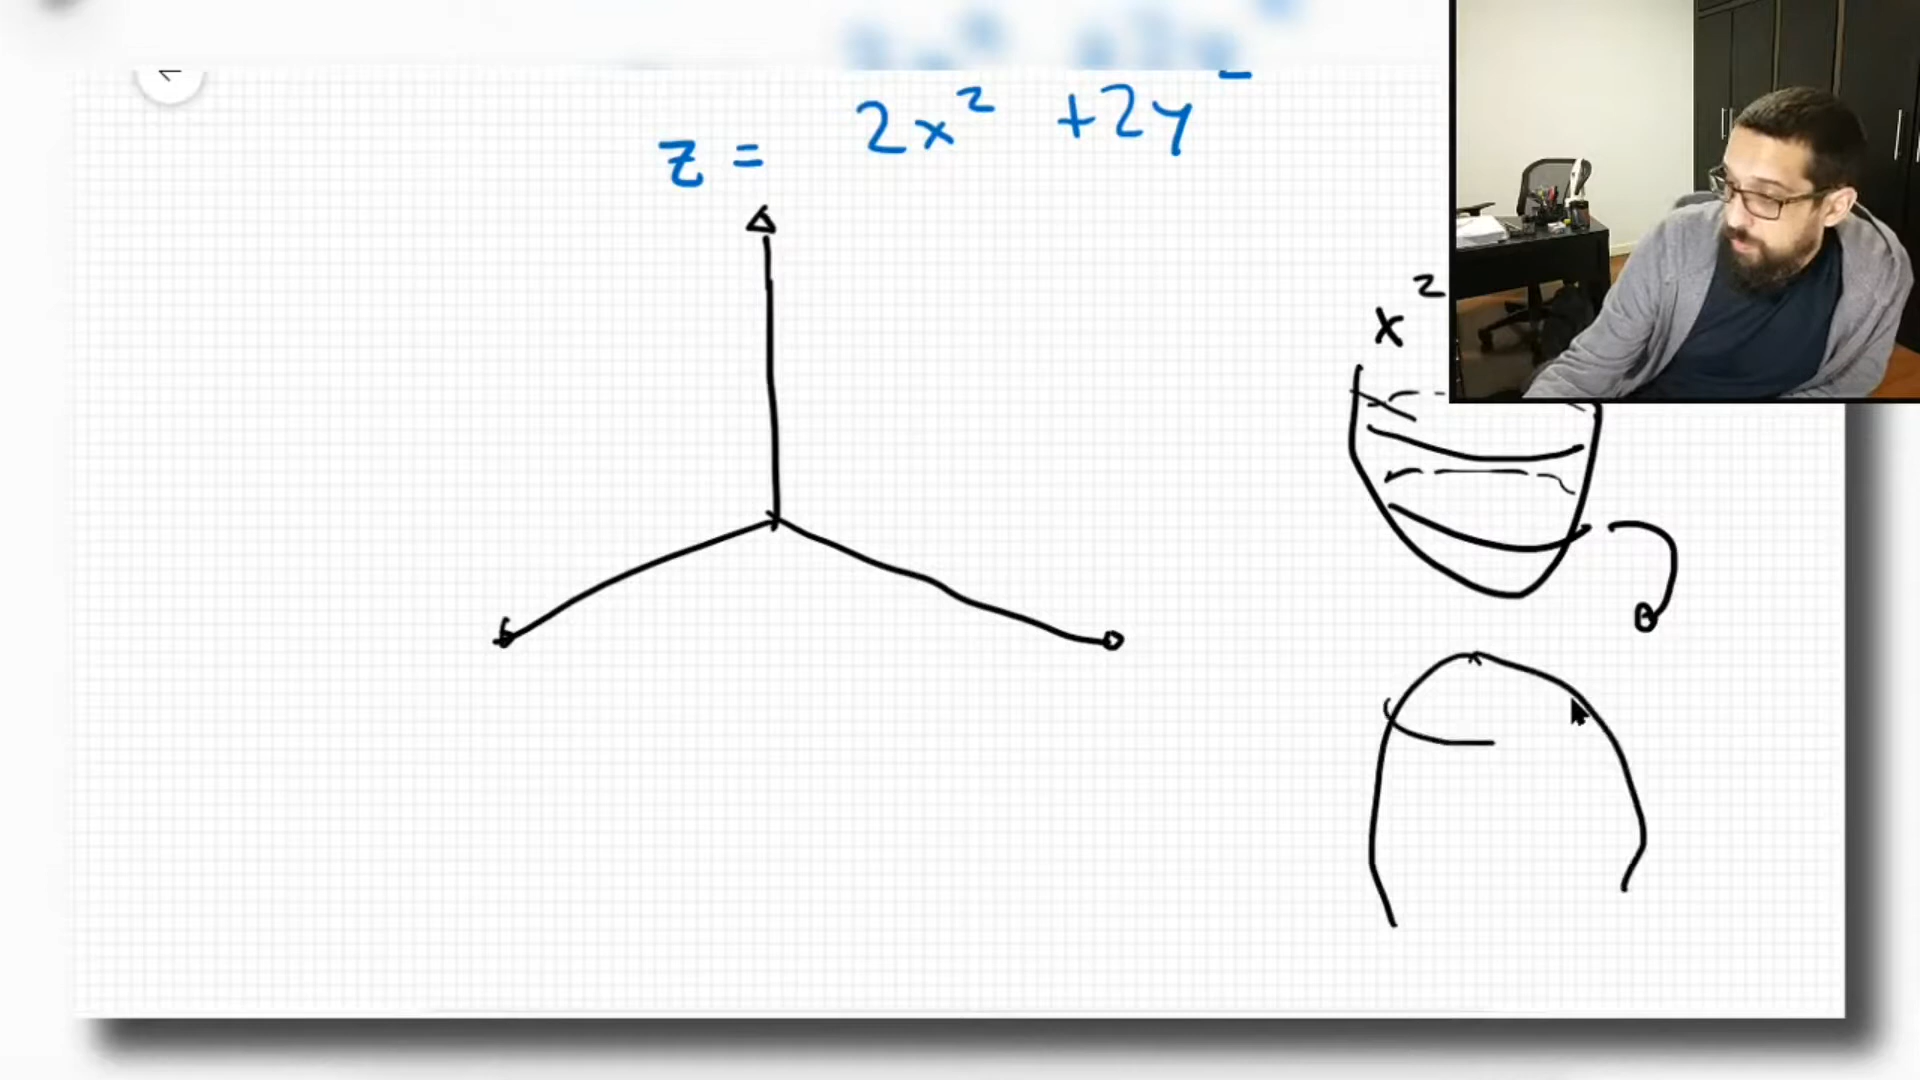 z = 2x² +2y
x²